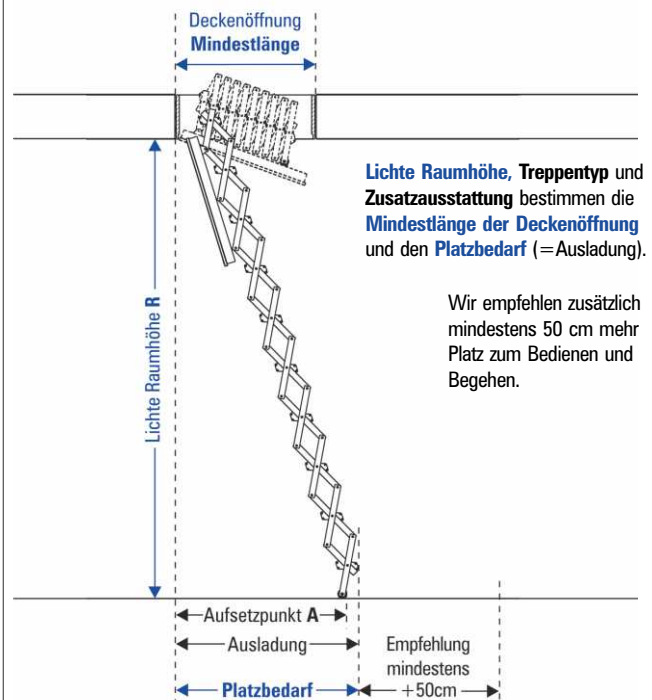 Deckenöffnung
Mindestlänge
Lichte Raumhöhe, Treppentyp und
Zusatzausstattung bestimmen die
Mindestlänge der Deckenöffnung
und den Platzbedarf (=Ausladung).
Wir empfehlen zusätzlich
mindestens 50 cm mehr
Platz zum Bedienen und
Begehen.
Lichte Raumhöhe R
Aufsetzpunkt A
Ausladung
Platzbedarf
Empfehlung
mindestens
+50cm